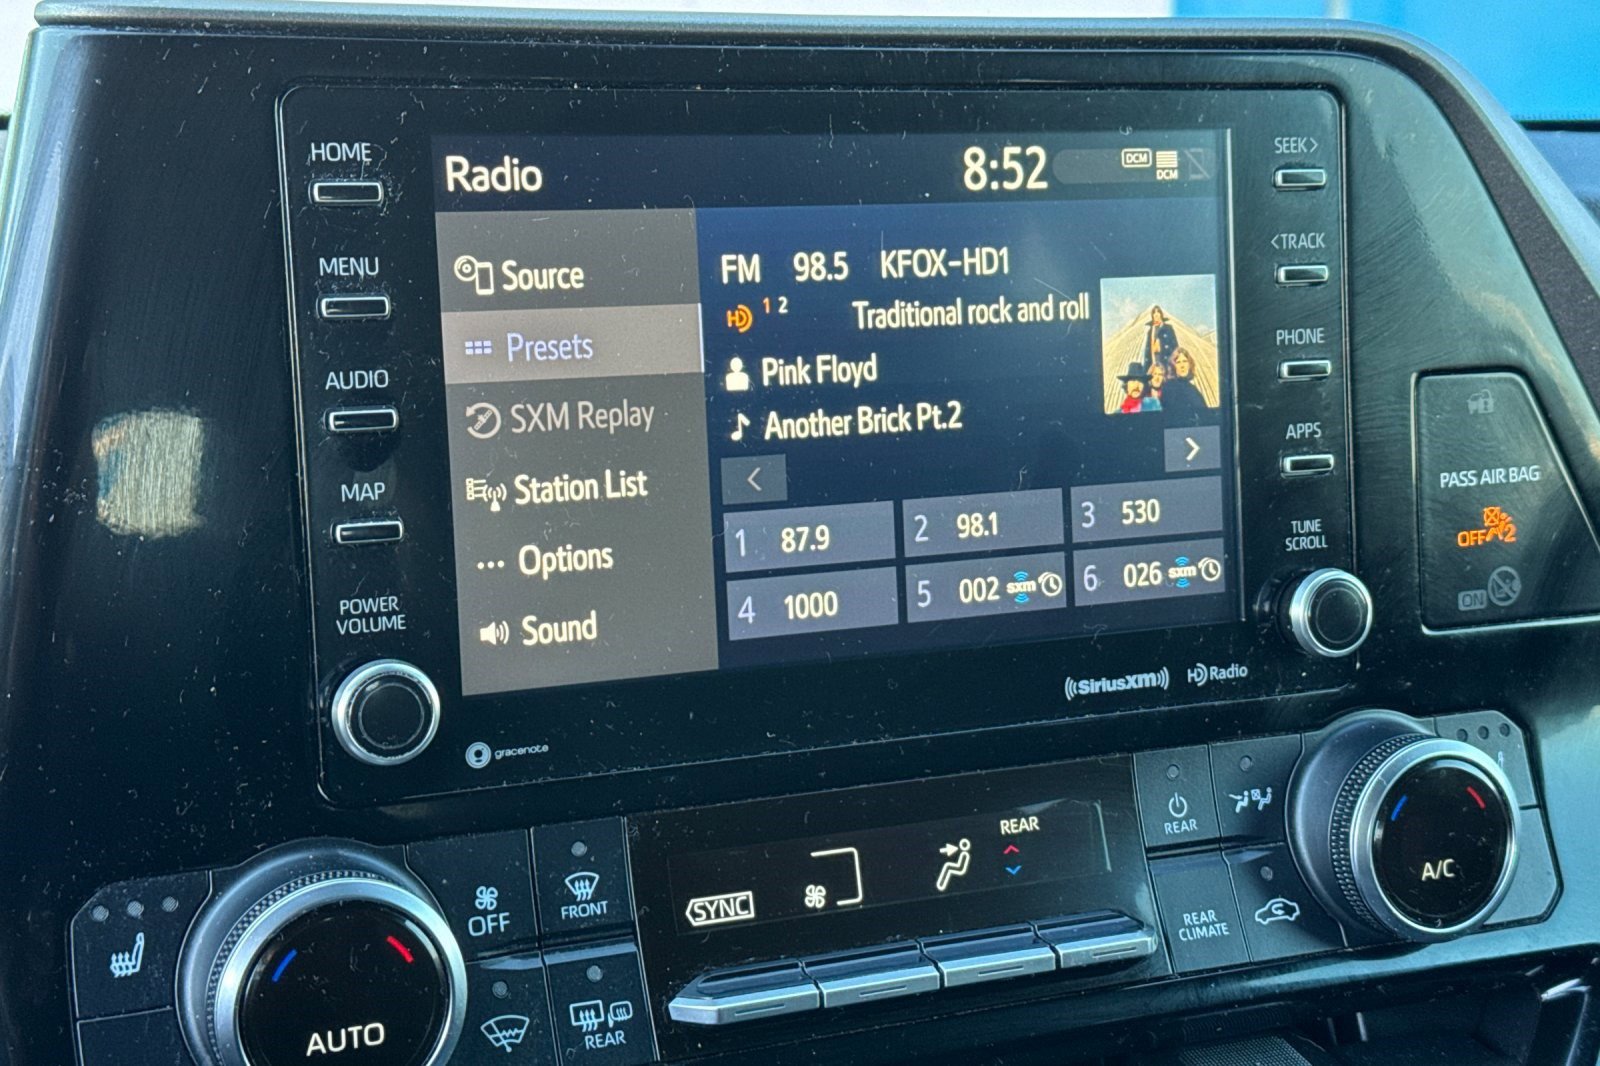 HOME
MENU
AUDIO
MAP
POWER
VOLUME
Radio
8:52
DCM
DCM
Source
Presets
SXM Replay
Station List
Options
Sound
FM 98.5 KFOX-HD1
HD 1 2 Traditional rock and roll
Pink Floyd
Another Brick Pt.2
<
>
1 87.9
2 98.1
3 530
4 1000
5 002 sxm
6 026 sxm
SEEK>
<TRACK
PHONE
APPS
TUNE
SCROLL
SiriusXM HD Radio
gracenote
PASS AIR BAG
OFF 2
ON
AUTO
OFF
FRONT
REAR
SYNC
REAR
REAR
REAR
CLIMATE
A/C